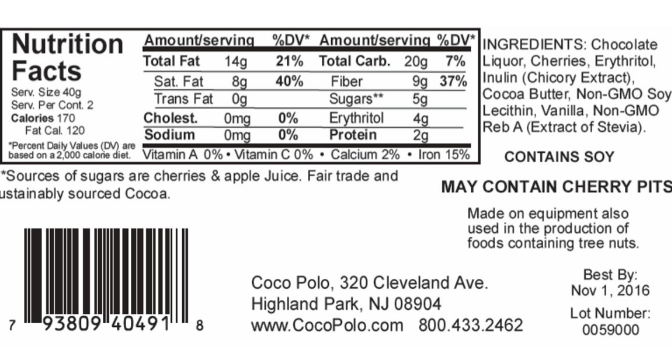 Nutrition
Facts
Serv. Size 40g
Serv. Per Cont. 2
Calories 170
Fat Cal. 120
*Percent Daily Values (DV) are
based on a 2,000 calorie diet.
Amount/serving %DV* Amount/serving %DV*
Total Fat 14g 21% Total Carb. 20g 7%
Sat. Fat 8g 40% Fiber 9g 37%
Trans Fat 0g Sugars** 5g
Cholest. 0mg 0% Erythritol 4g
Sodium 0mg 0% Protein 2g
Vitamin A 0% • Vitamin C 0% • Calcium 2% • Iron 15%
*Sources of sugars are cherries & apple Juice. Fair trade and
ustainably sourced Cocoa.
INGREDIENTS: Chocolate
Liquor, Cherries, Erythritol,
Inulin (Chicory Extract),
Cocoa Butter, Non-GMO Soy
Lecithin, Vanilla, Non-GMO
Reb A (Extract of Stevia).
CONTAINS SOY
MAY CONTAIN CHERRY PITS
Made on equipment also
used in the production of
foods containing tree nuts.
7 93809 40491 8
Coco Polo, 320 Cleveland Ave.
Highland Park, NJ 08904
www.CocoPolo.com 800.433.2462
Best By:
Nov 1, 2016
Lot Number:
0059000